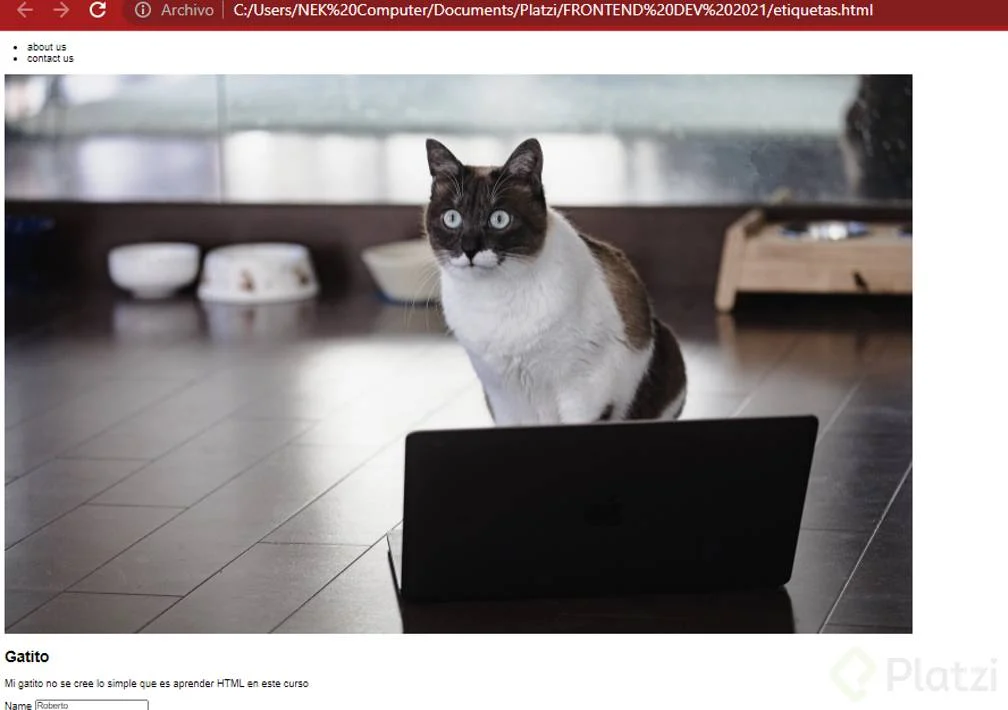 Archivo C:/Users/NEK%20Computer/Documents/Platzi/FRONTEND%20DEV%202021/etiquetas.html
about us
contact us
Gatito
Mi gatito no se cree lo simple que es aprender HTML en este curso
Platzi
Name Roberto